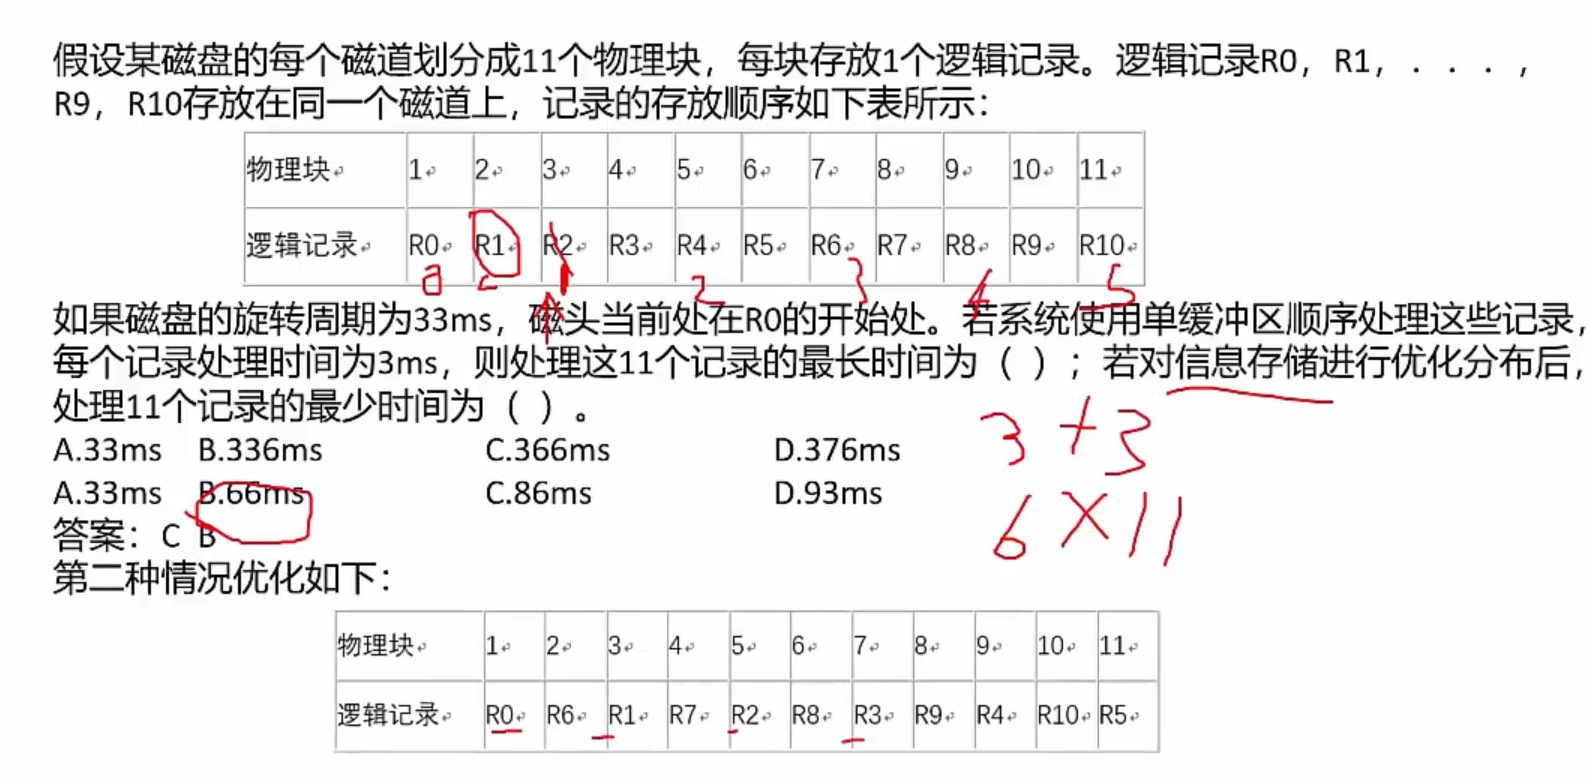 假设某磁盘的每个磁道划分成11个物理块，每块存放1个逻辑记录。逻辑记录R0，R1，．．．，
R9，R10存放在同一个磁道上，记录的存放顺序如下表所示：
物理块 1 2 3 4 5 6 7 8 9 10 11
逻辑记录 R0 R1 R2 R3 R4 R5 R6 R7 R8 R9 R10
0 1 2 3 4 5
如果磁盘的旋转周期为33ms，磁头当前处在R0的开始处。若系统使用单缓冲区顺序处理这些记录，
每个记录处理时间为3ms，则处理这11个记录的最长时间为（ ）；若对信息存储进行优化分布后，
处理11个记录的最少时间为（ ）。
3+3
A.33ms B.336ms C.366ms D.376ms
A.33ms B.66ms C.86ms D.93ms
6×11
答案：C B
第二种情况优化如下：
物理块 1 2 3 4 5 6 7 8 9 10 11
逻辑记录 R0 R6 R1 R7 R2 R8 R3 R9 R4 R10 R5